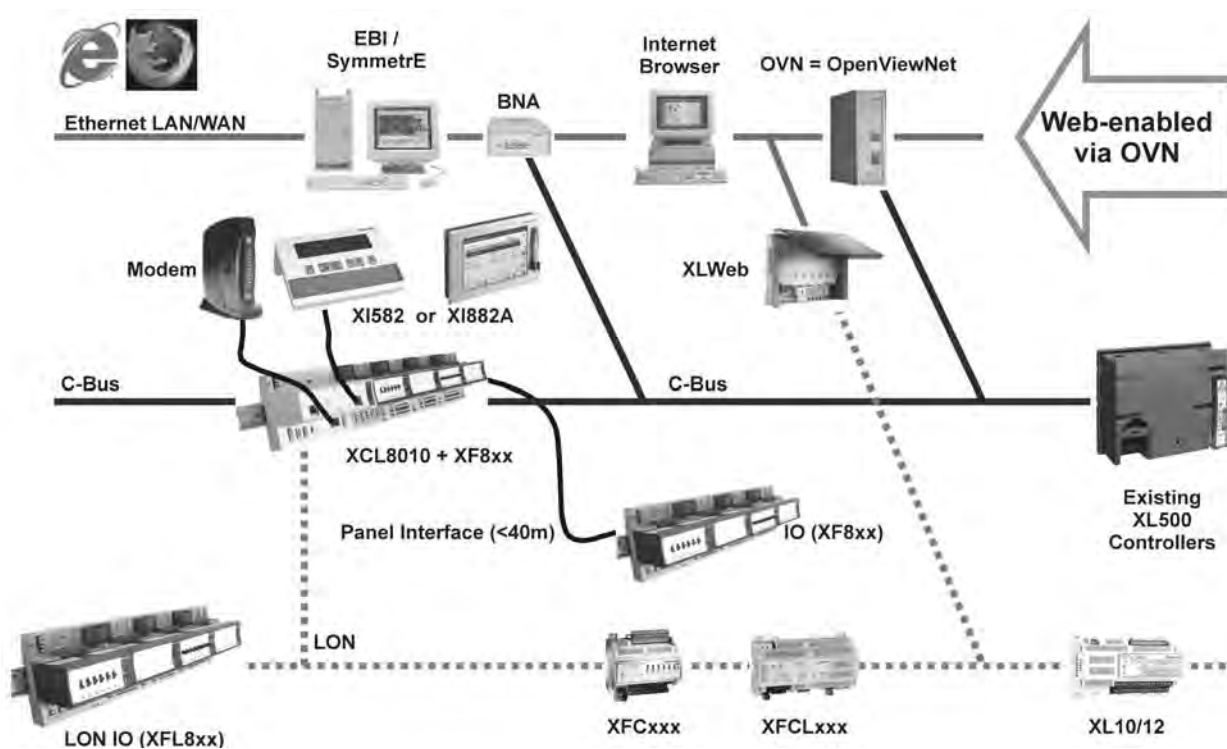 EBI /
SymmetrE
Internet
Browser
OVN = OpenViewNet
BNA
Ethernet LAN/WAN
Web-enabled
via OVN
Modem
XLWeb
XI582 or XI882A
C-Bus
C-Bus
XCL8010 + XF8xx
Panel Interface (<40m)
IO (XF8xx)
Existing
XL500
Controllers
LON
XFCxxx
XFCLxxx
XL10/12
LON IO (XFL8xx)